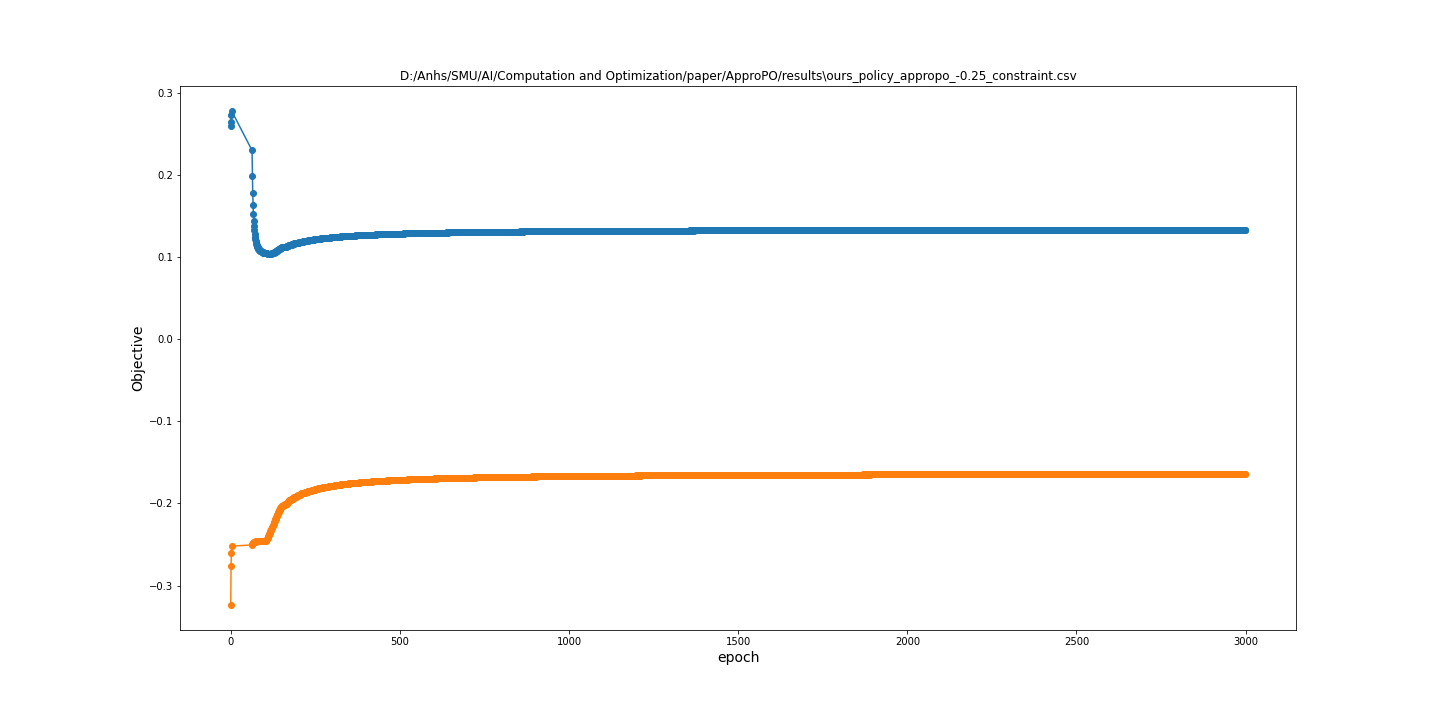 D:/Anhs/SMU/AI/Computation and Optimization/paper/ApproPO/results\ours_policy_appropo_-0.25_constraint.csv
0.3
0.2
0.1
0.0
−0.1
−0.2
−0.3
Objective
0 500 1000 1500 2000 2500 3000
epoch